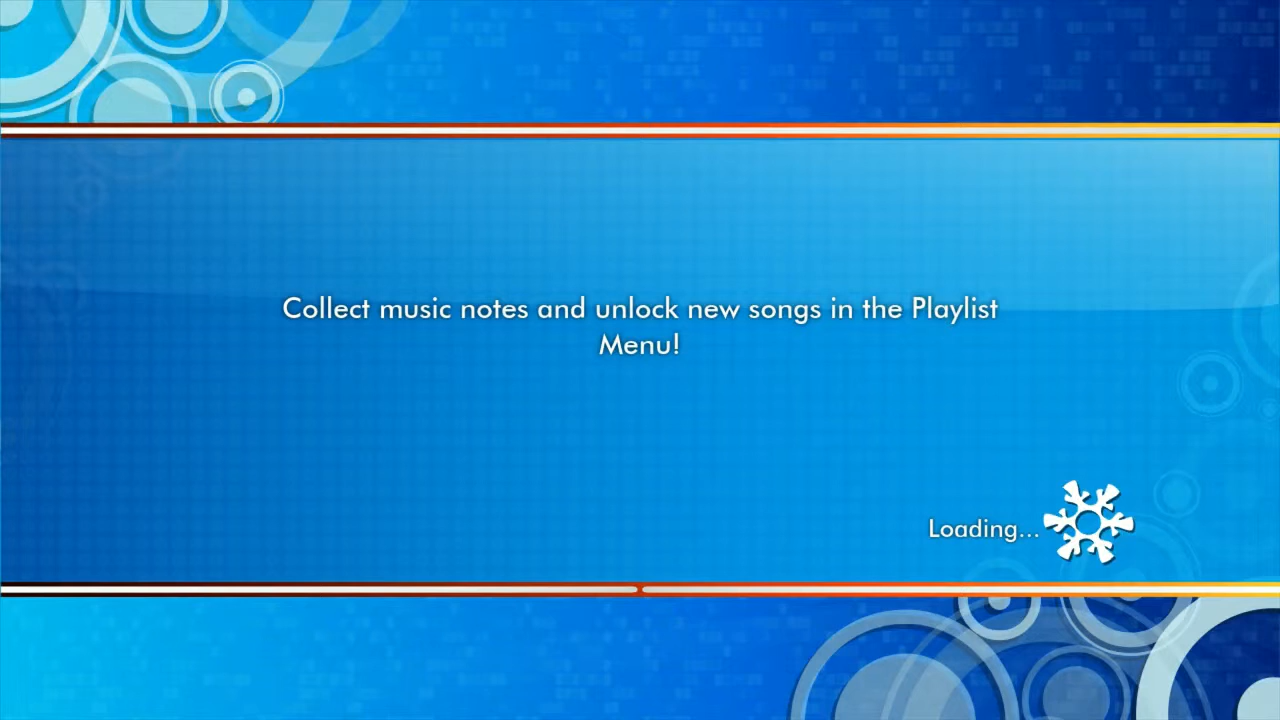 Collect music notes and unlock new songs in the Playlist
Menu!
Loading...